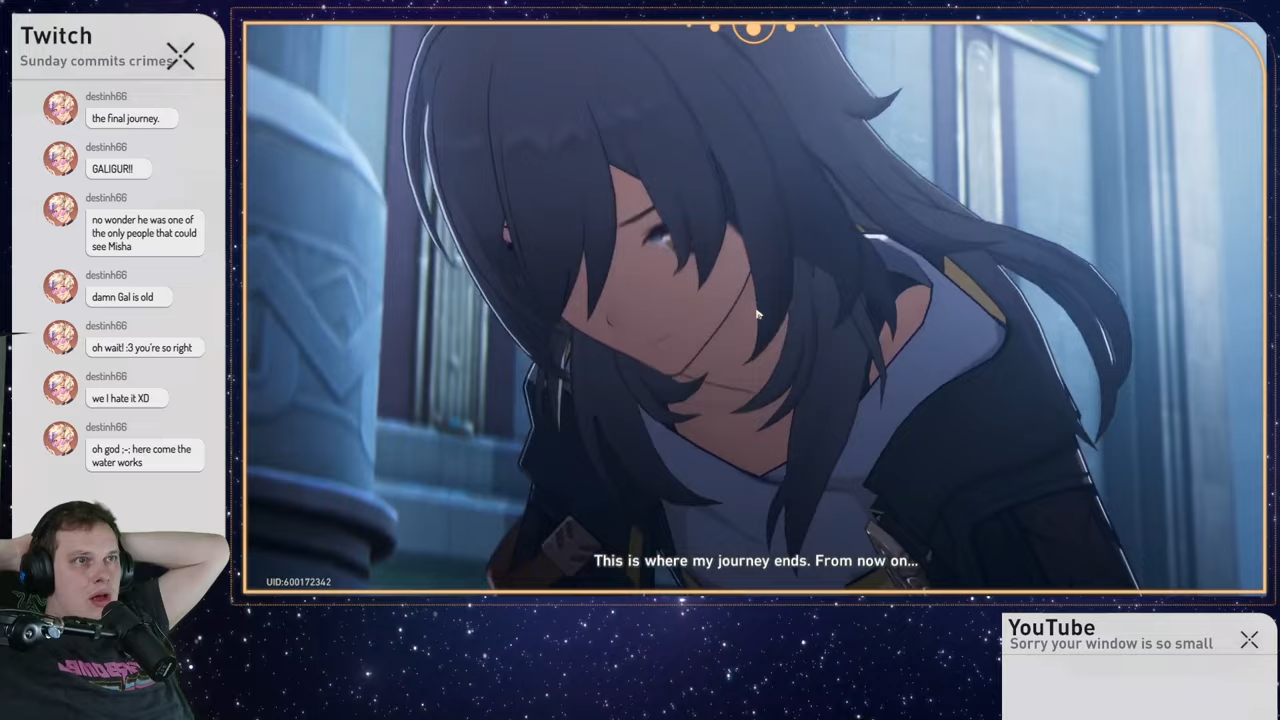 Twitch
Sunday commits crimes
destinh66
the final journey.
destinh66
GALIGUR!!
destinh66
no wonder he was one of
the only people that could
see Misha
destinh66
damn Gal is old
destinh66
oh wait! :3 you're so right
destinh66
we I hate it XD
destinh66
oh god ;-; here come the
water works
This is where my journey ends. From now on...
UID:600172342
YouTube
Sorry your window is so small